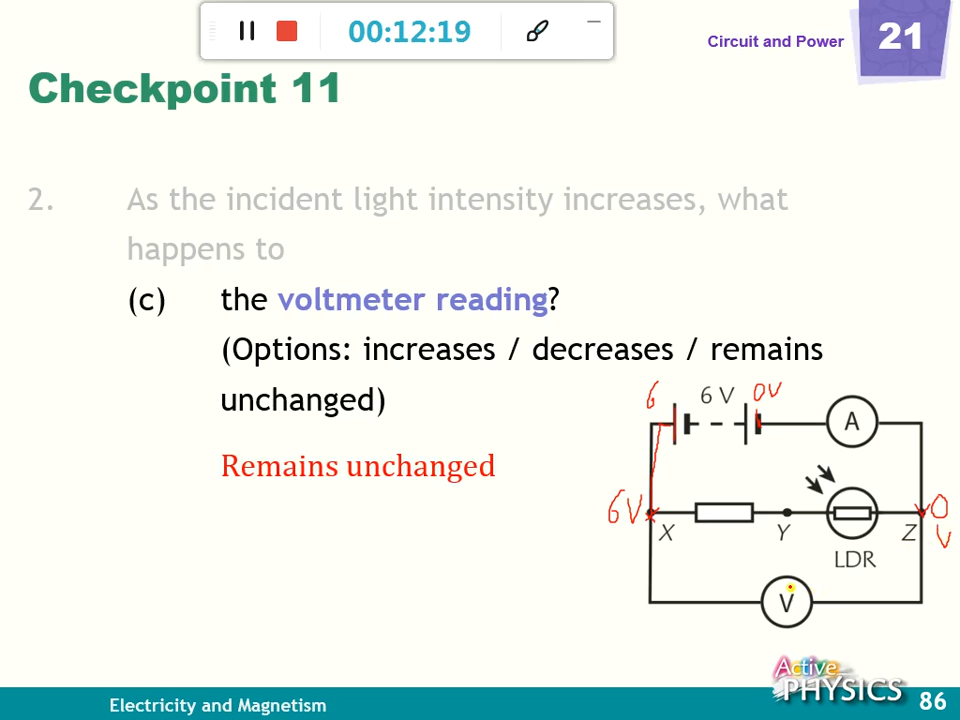 00:12:19
Circuit and Power
21
Checkpoint 11
2. As the incident light intensity increases, what
happens to
(c) the voltmeter reading?
(Options: increases / decreases / remains
unchanged)
6 6 V 0V
A
Remains unchanged
6V 0
V
X Y Z
LDR
V
Active
PHYSICS
Electricity and Magnetism
86